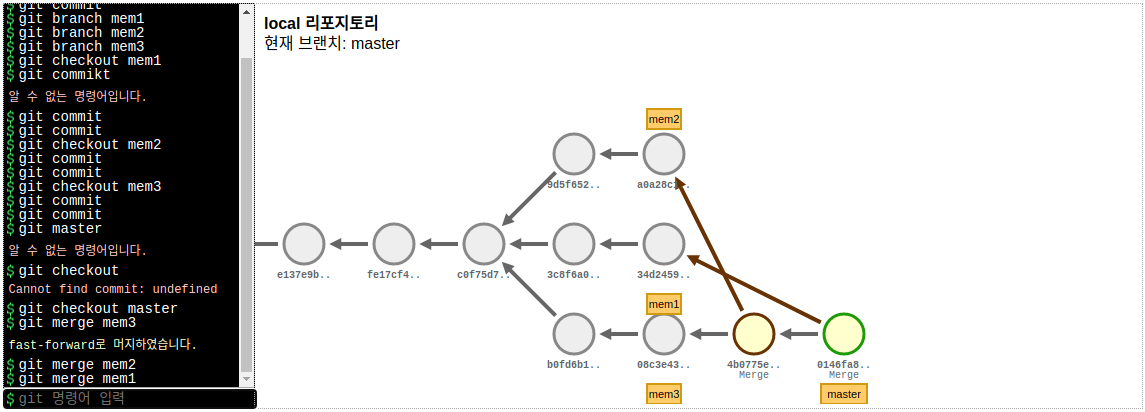 $ git commit
$ git branch mem1
$ git branch mem2
$ git branch mem3
$ git checkout mem1
$ git commikt
알 수 없는 명령어입니다.
$ git commit
$ git commit
$ git checkout mem2
$ git commit
$ git commit
$ git checkout mem3
$ git commit
$ git commit
$ git master
알 수 없는 명령어입니다.
$ git checkout
Cannot find commit: undefined
$ git checkout master
$ git merge mem3
fast-forward로 머지하였습니다.
$ git merge mem2
$ git merge mem1
$ git 명령어 입력
local 리포지토리
현재 브랜치: master
mem2
9d5f652..
a0a28c1..
e137e9b..
fe17cf4..
c0f75d7..
3c8f6a0..
34d2459..
mem1
b0fd6b1..
08c3e43..
4b0775e..
Merge
0146fa8..
Merge
mem3
master